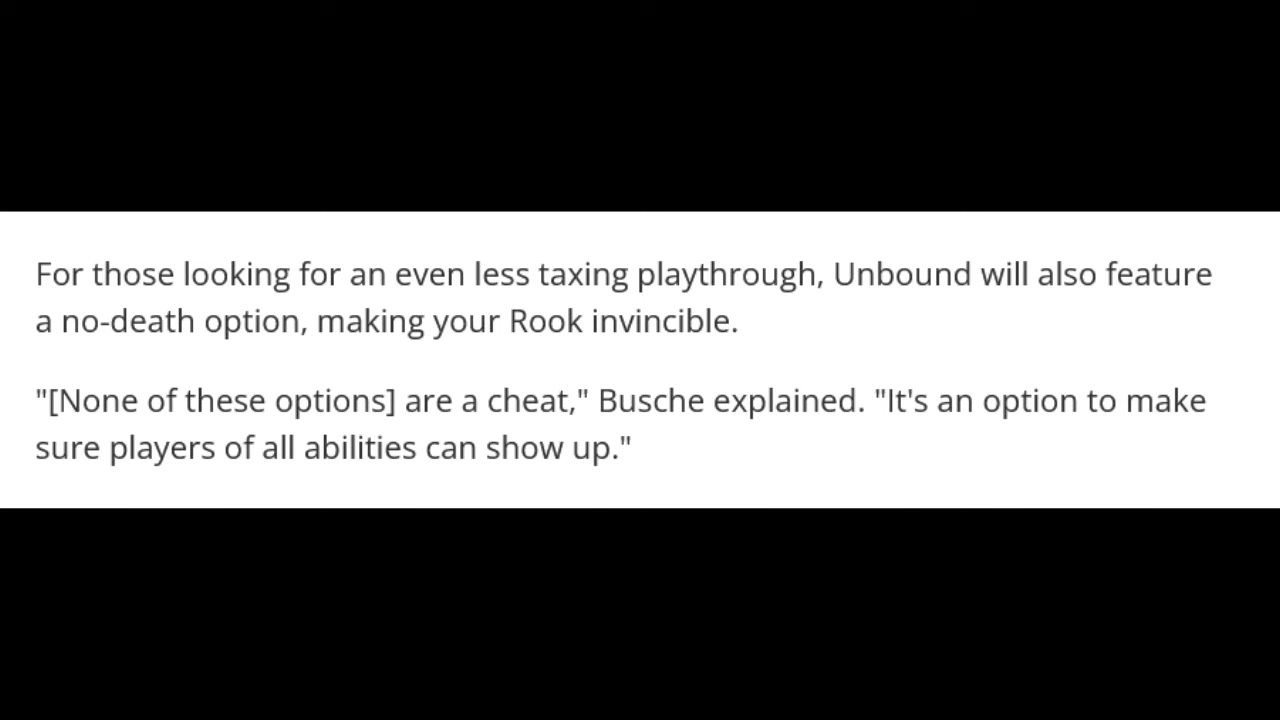 For those looking for an even less taxing playthrough, Unbound will also feature
a no-death option, making your Rook invincible.
"[None of these options] are a cheat," Busche explained. "It's an option to make
sure players of all abilities can show up."